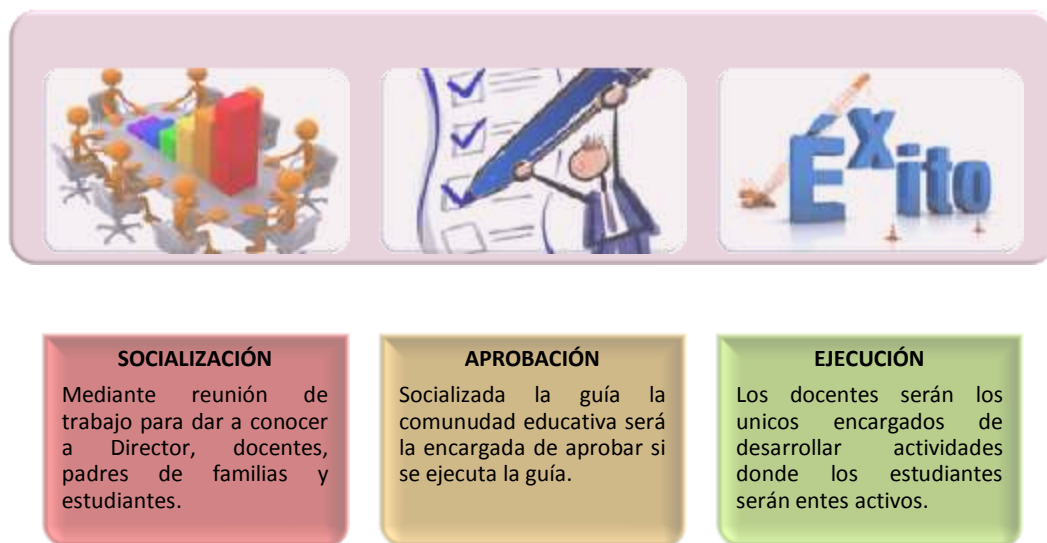 Éxito
SOCIALIZACIÓN
Mediante reunión de
trabajo para dar a conocer
a Director, docentes,
padres de familias y
estudiantes.
APROBACIÓN
Socializada la guía la
comunudad educativa será
la encargada de aprobar si
se ejecuta la guía.
EJECUCIÓN
Los docentes serán los
unicos encargados de
desarrollar actividades
donde los estudiantes
serán entes activos.